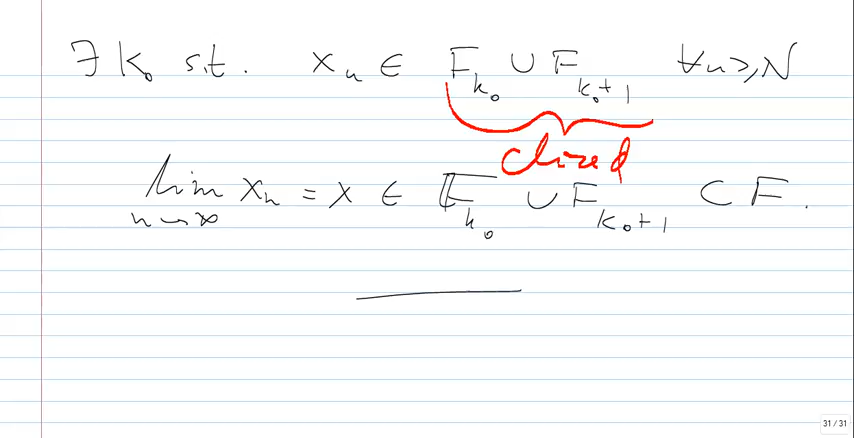 ∃ k₀ s.t. xₙ ∈ F_{k₀} ∪ F_{k₀+1} ∀n≥N
closed
lim_{n→∞} xₙ = x ∈ F_{k₀} ∪ F_{k₀+1} ⊂ F.
31 / 31